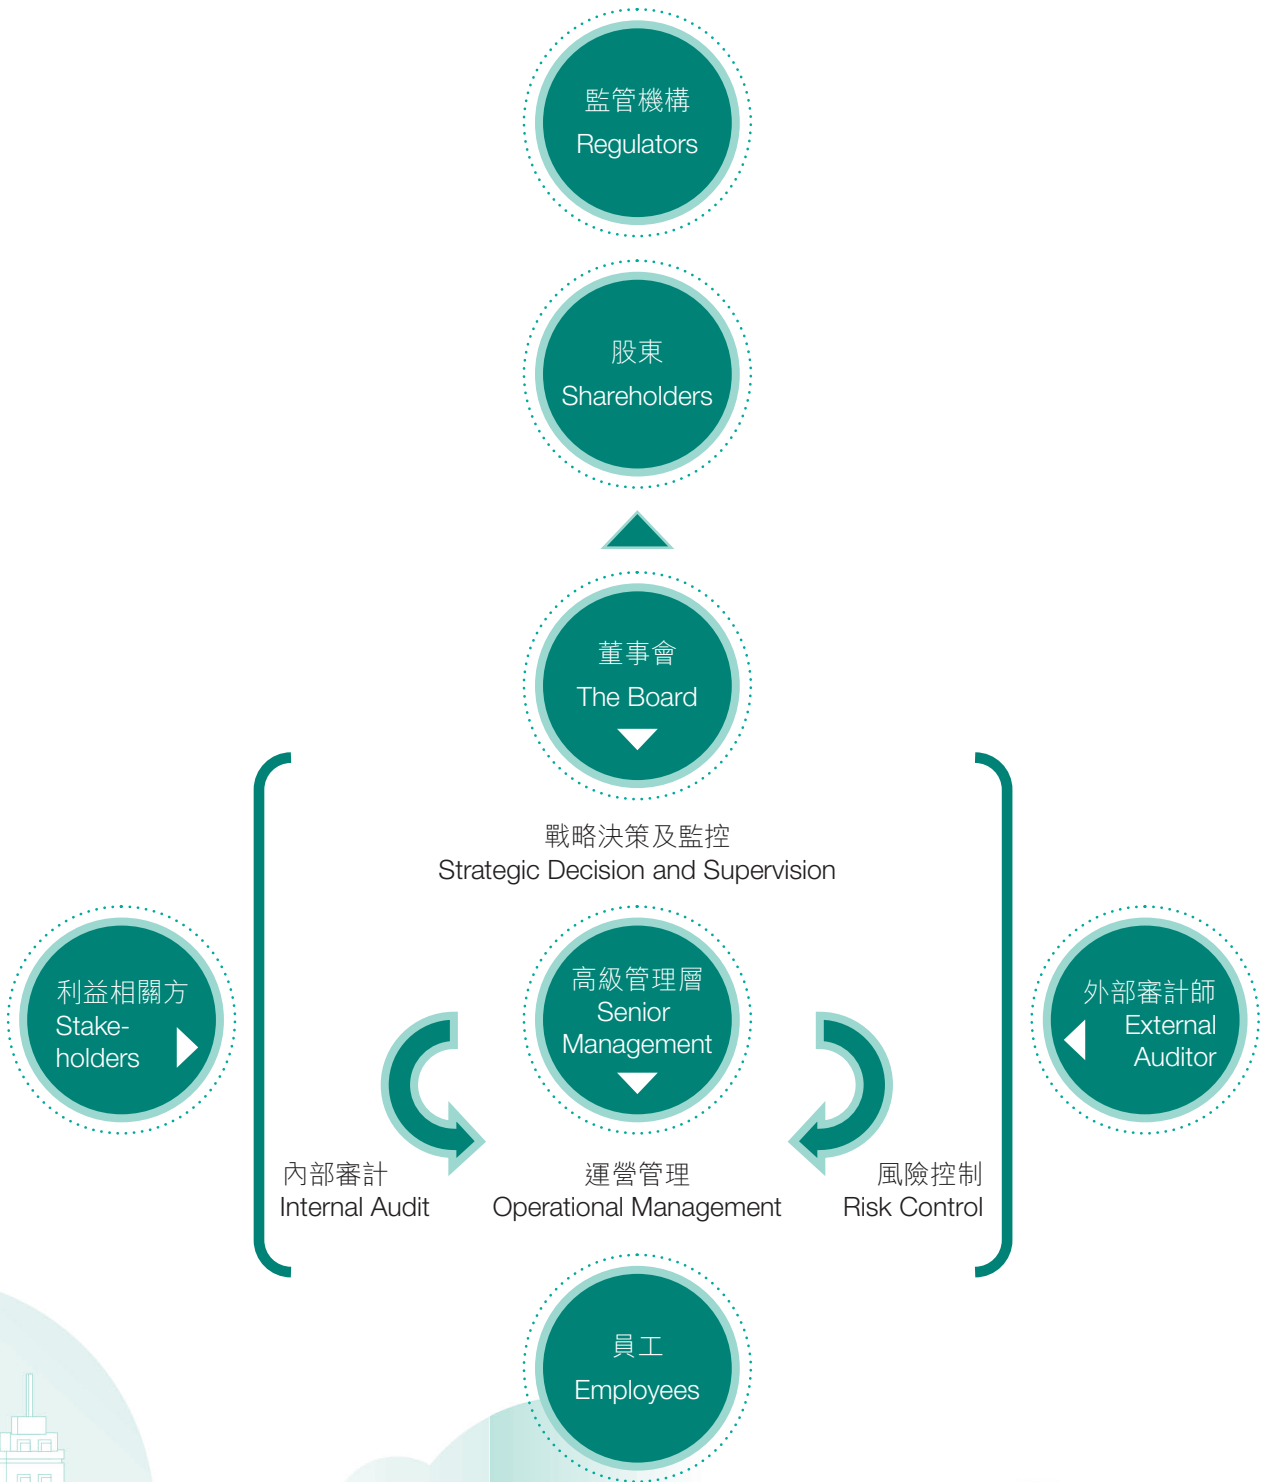 監管機構
Regulators
股東
Shareholders
董事會
The Board
戰略決策及監控
Strategic Decision and Supervision
利益相關方
Stake-
holders
高級管理層
Senior
Management
外部審計師
External
Auditor
內部審計
Internal Audit
運營管理
Operational Management
風險控制
Risk Control
員工
Employees